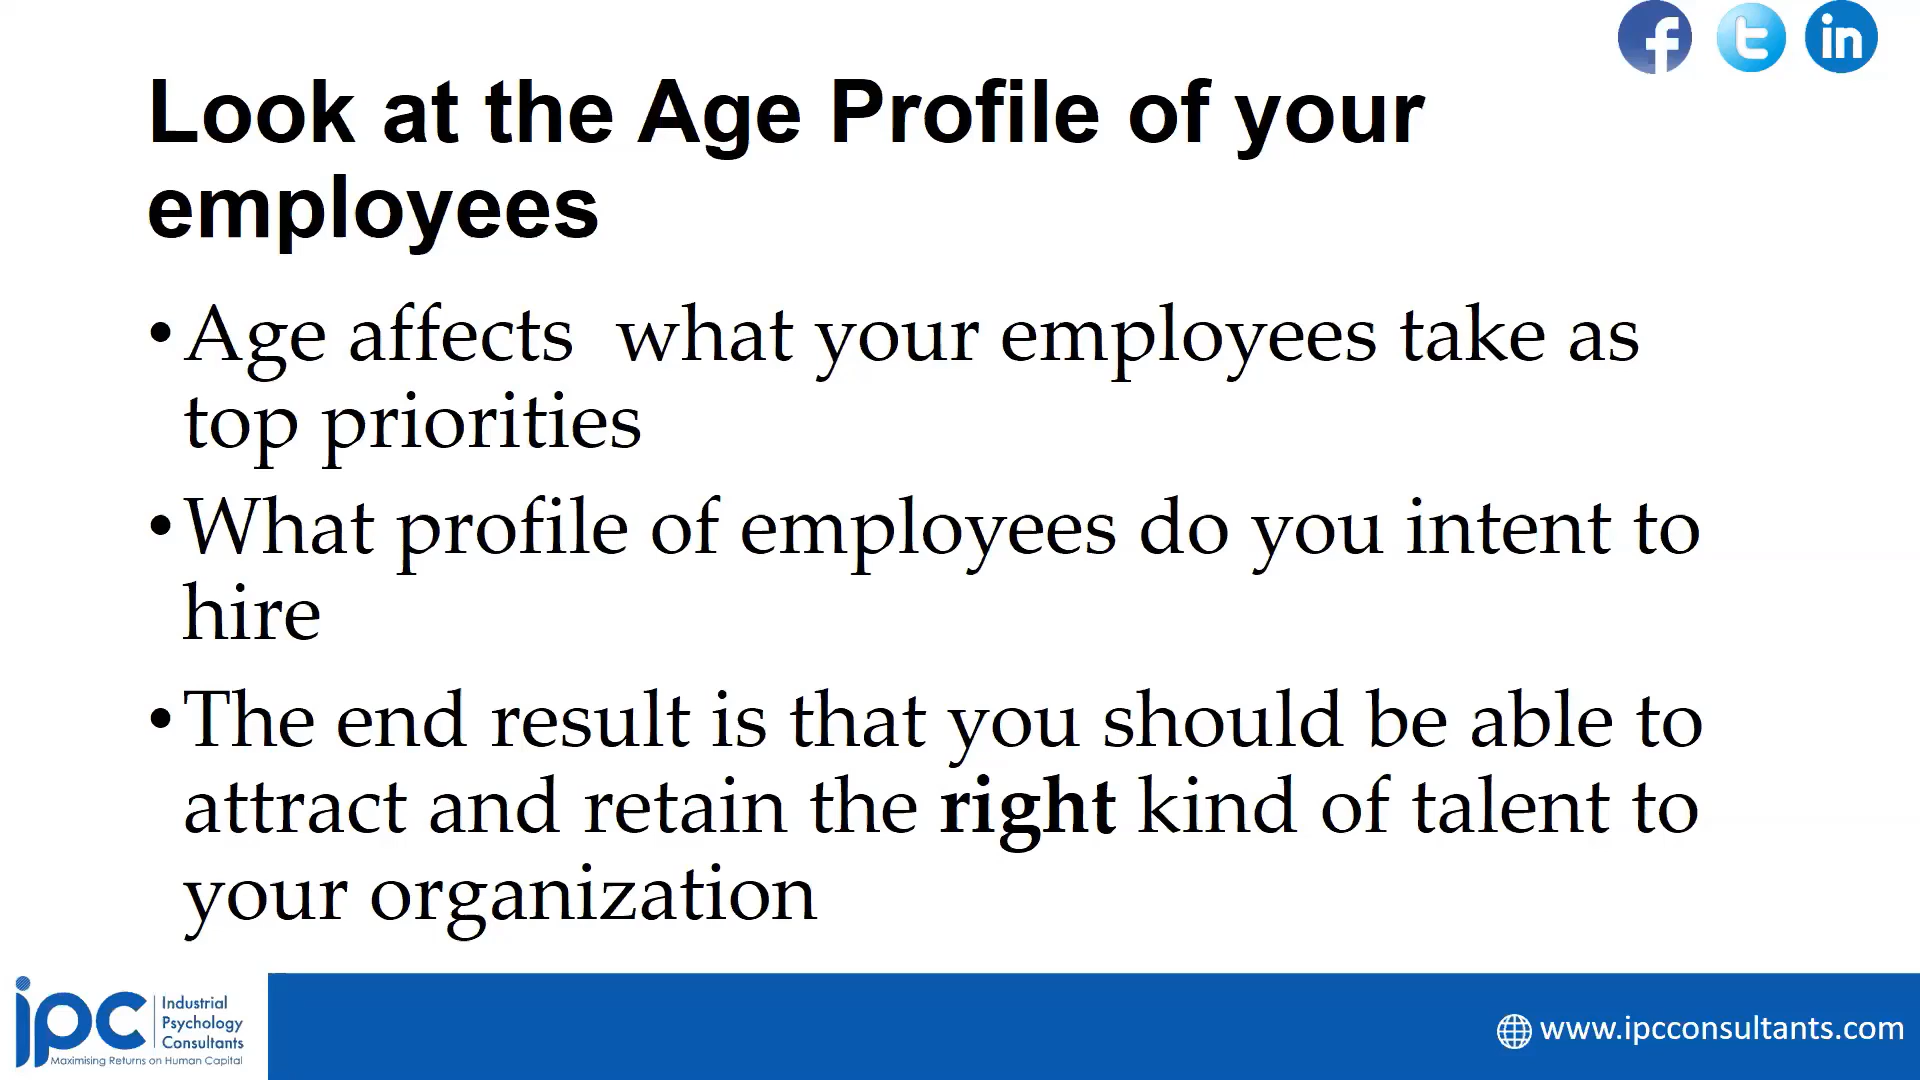 Look at the Age Profile of your
employees
• Age affects  what your employees take as
top priorities
• What profile of employees do you intent to
hire
• The end result is that you should be able to
attract and retain the right kind of talent to
your organization
ipc
Industrial
Psychology
Consultants
Maximising Returns on Human Capital
www.ipcconsultants.com